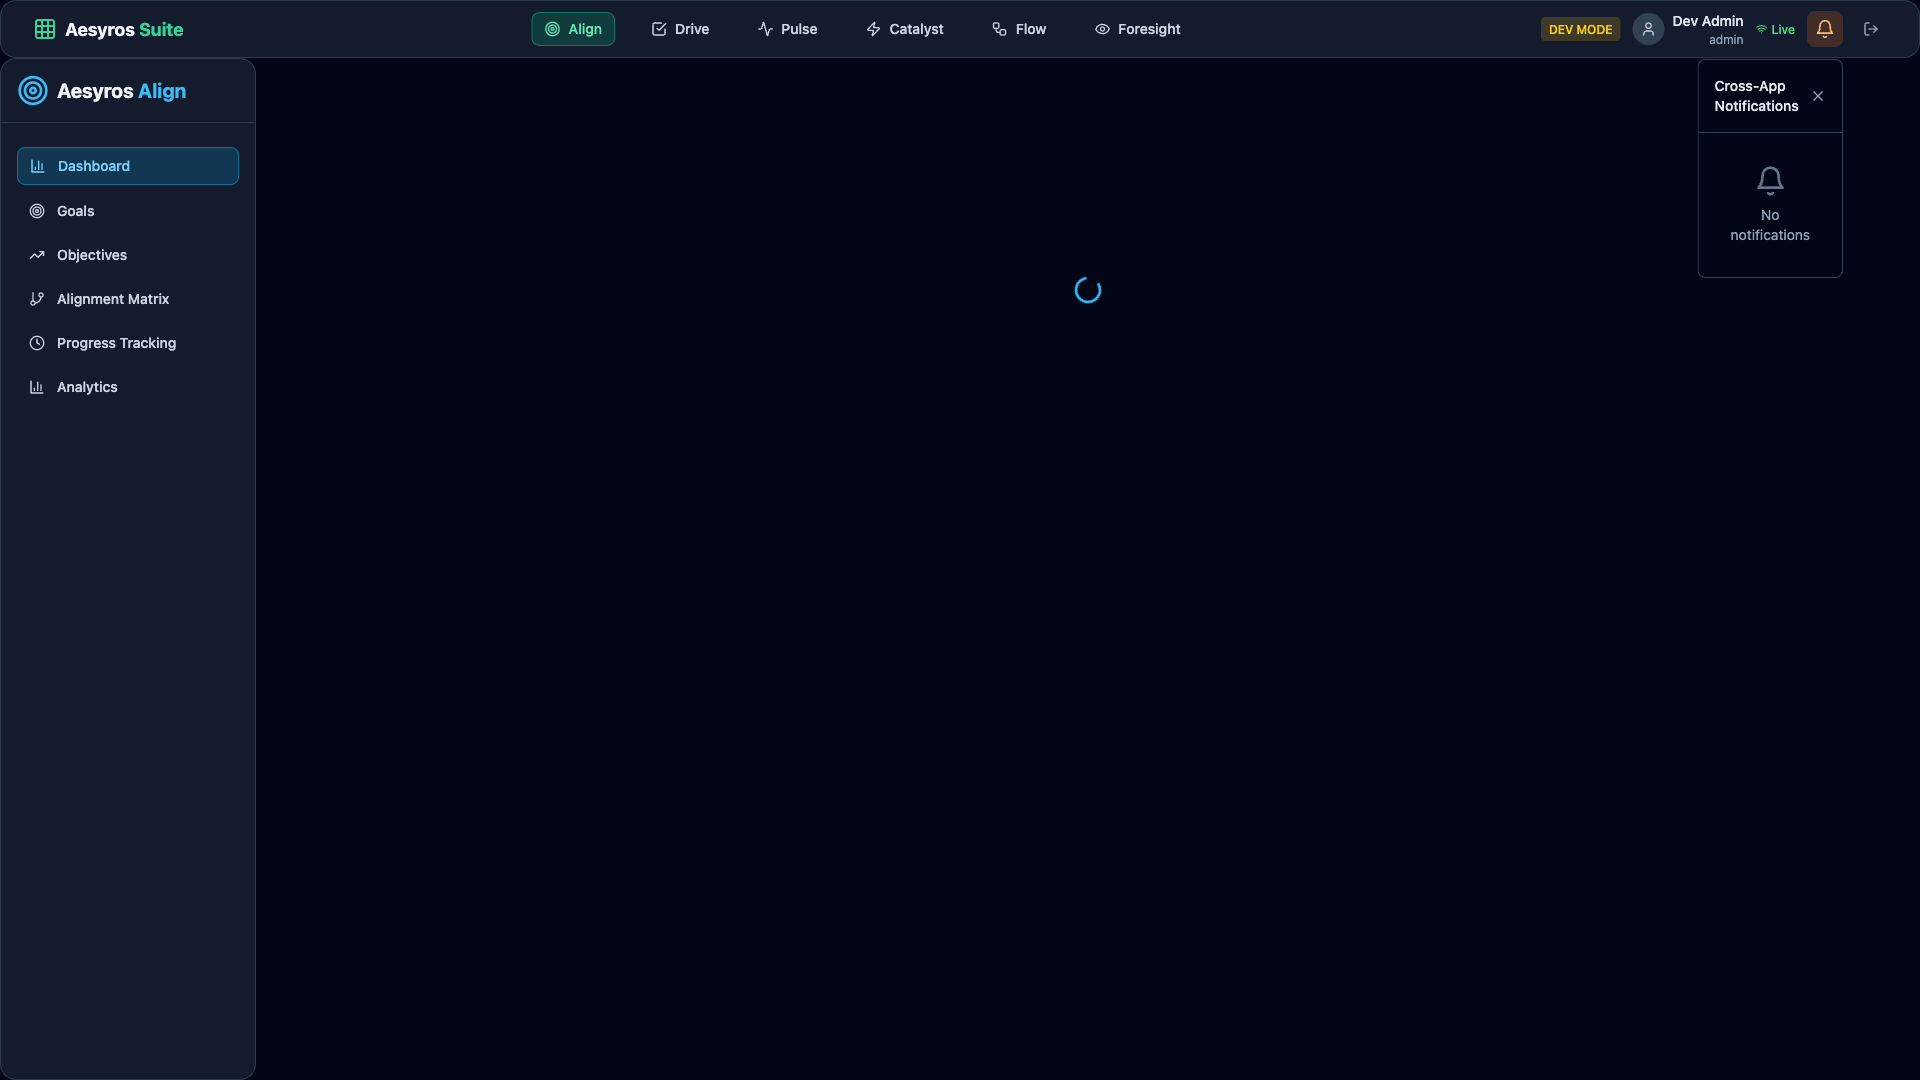 Aesyros Suite
Align
Drive
Pulse
Catalyst
Flow
Foresight
DEV MODE
Dev Admin
admin
Live
Aesyros Align
Dashboard
Goals
Objectives
Alignment Matrix
Progress Tracking
Analytics
Cross-App
Notifications
No
notifications